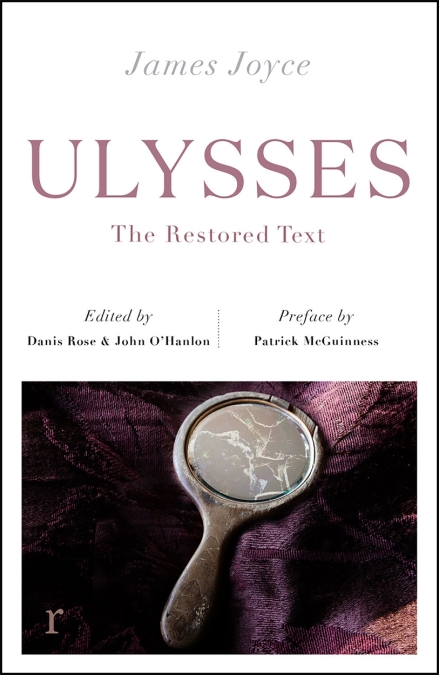 James Joyce
ULYSSES
The Restored Text
Edited by
Danis Rose & John O'Hanlon
Preface by
Patrick McGuinness
r